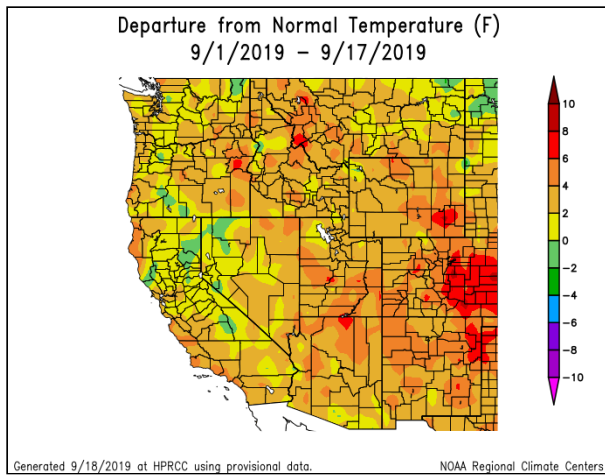 Departure from Normal Temperature (F)
9/1/2019 – 9/17/2019
10
8
6
4
2
0
−2
−4
−6
−8
−10
Generated 9/18/2019 at HPRCC using provisional data.
NOAA Regional Climate Centers